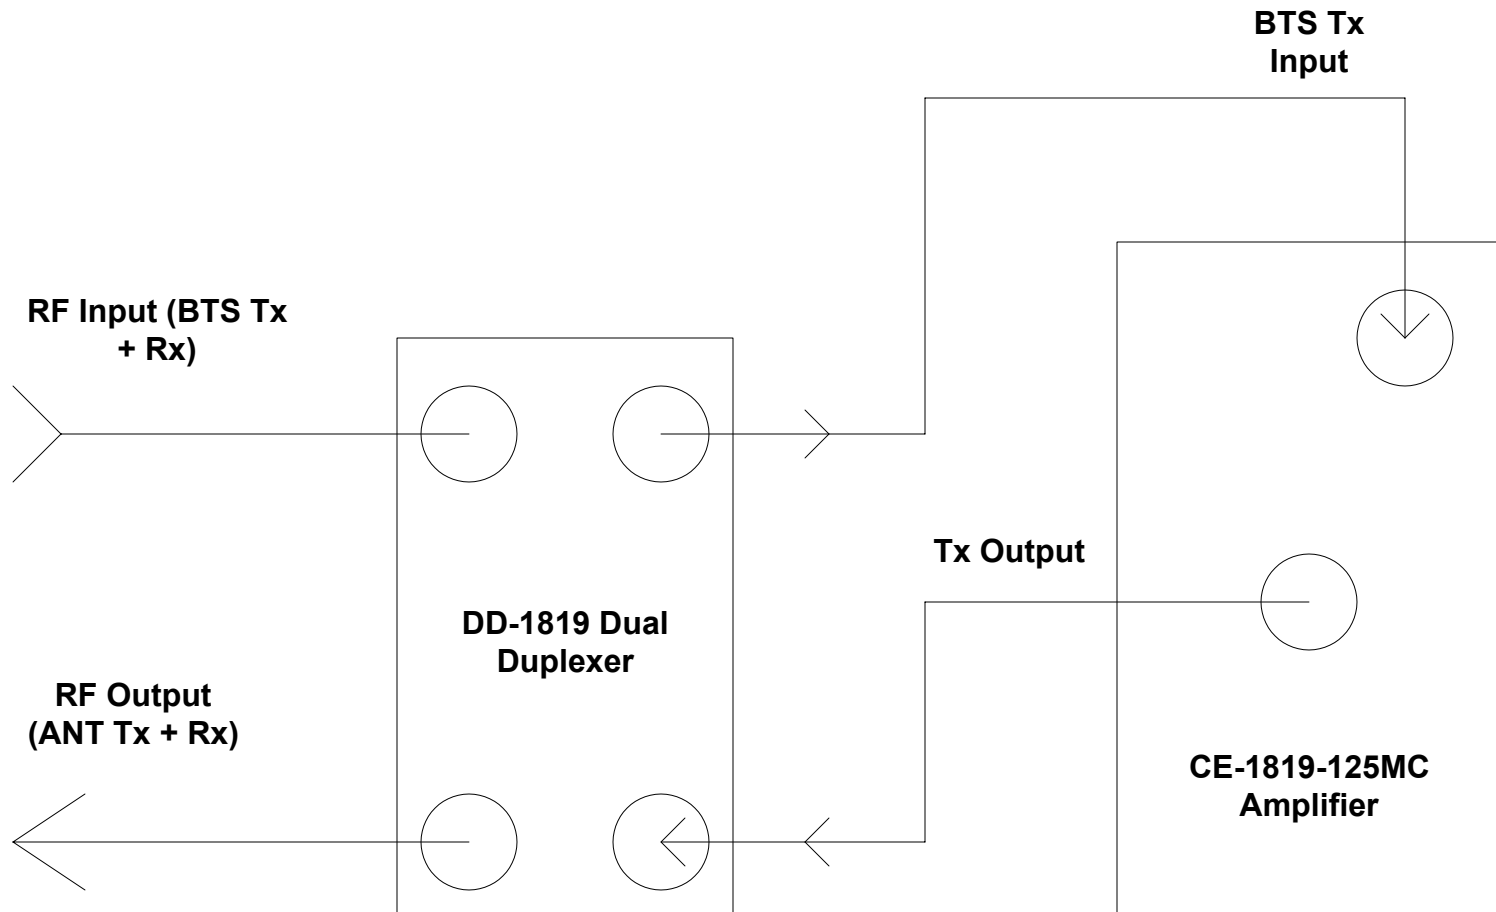 BTS Tx
Input
RF Input (BTS Tx
+ Rx)
Tx Output
DD-1819 Dual
Duplexer
RF Output
(ANT Tx + Rx)
CE-1819-125MC
Amplifier